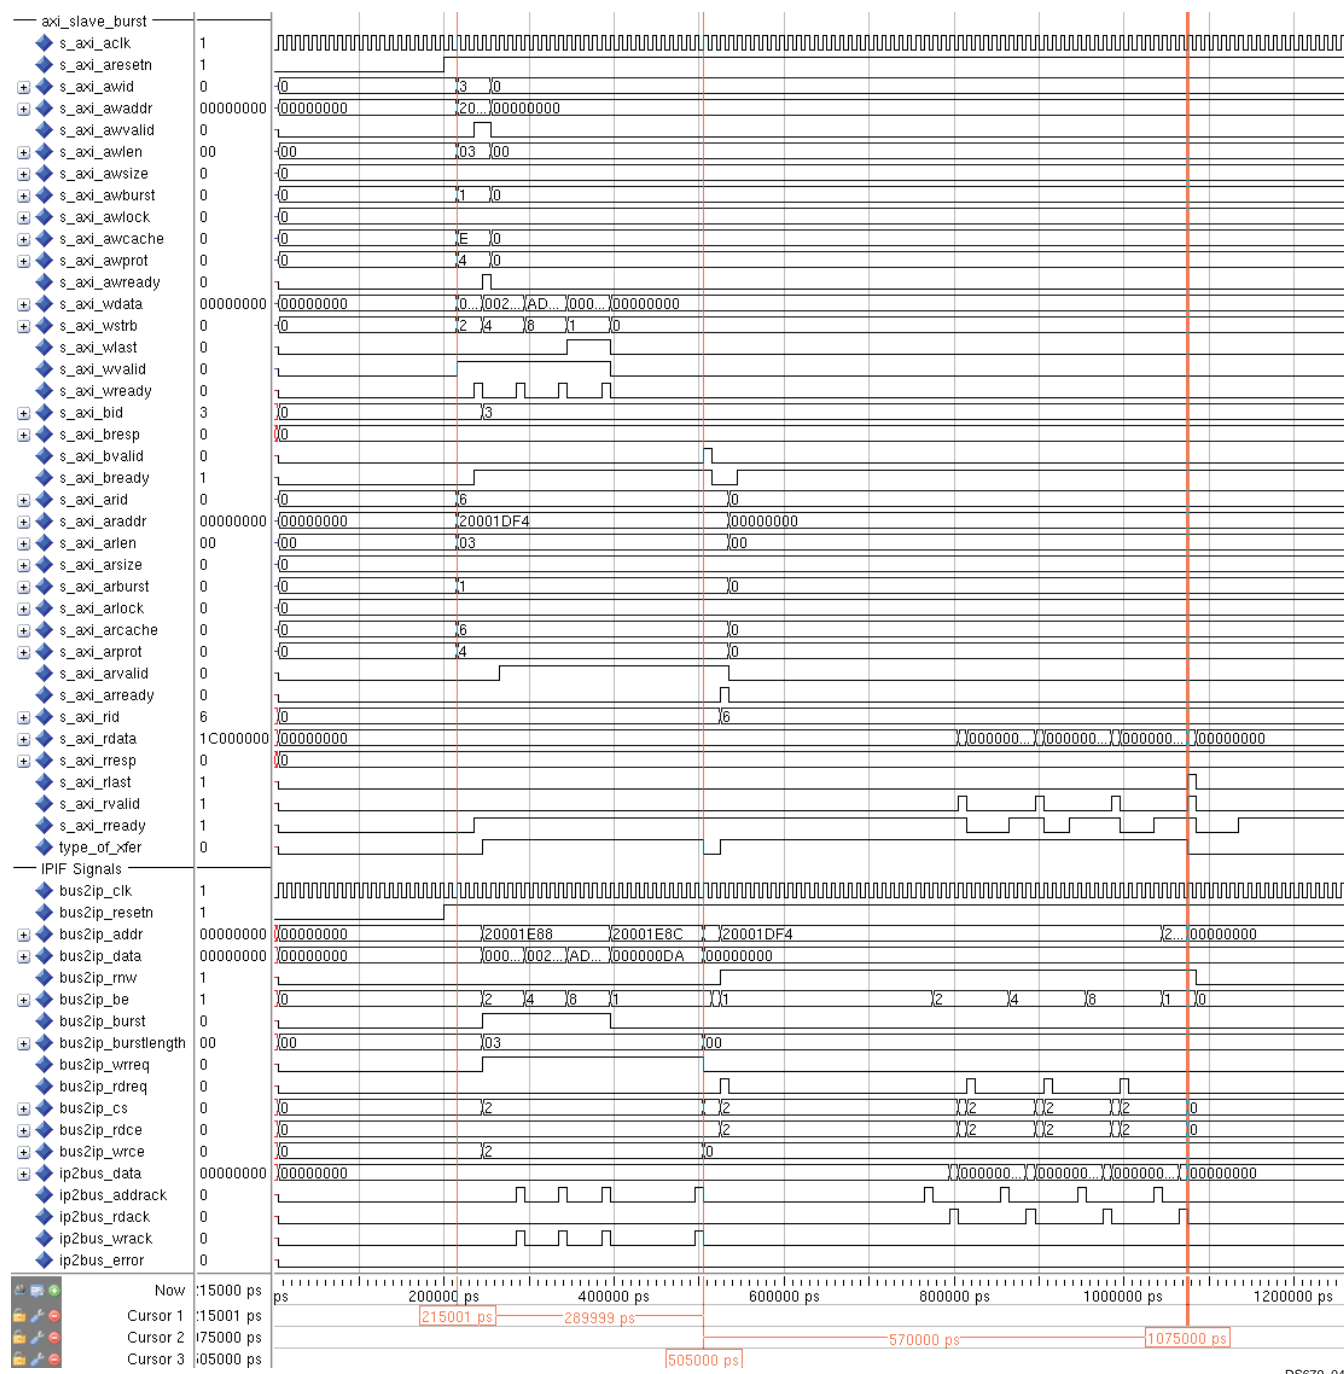 axi_slave_burst
s_axi_aclk 1
s_axi_aresetn 1
s_axi_awid 0 0 3 0
s_axi_awaddr 00000000 00000000 20... 00000000
s_axi_awvalid 0
s_axi_awlen 00 00 03 00
s_axi_awsize 0 0
s_axi_awburst 0 0 1 0
s_axi_awlock 0 0
s_axi_awcache 0 0 E 0
s_axi_awprot 0 0 4 0
s_axi_awready 0
s_axi_wdata 00000000 00000000 0... 002... AD... 000... 00000000
s_axi_wstrb 0 0 2 4 8 1 0
s_axi_wlast 0
s_axi_wvalid 0
s_axi_wready 0
s_axi_bid 3 0 3
s_axi_bresp 0 0
s_axi_bvalid 0
s_axi_bready 1
s_axi_arid 0 0 6 0
s_axi_araddr 00000000 00000000 20001DF4 00000000
s_axi_arlen 00 00 03 00
s_axi_arsize 0 0
s_axi_arburst 0 0 1 0
s_axi_arlock 0 0
s_axi_arcache 0 0 6 0
s_axi_arprot 0 0 4 0
s_axi_arvalid 0
s_axi_arready 0
s_axi_rid 6 0 6
s_axi_rdata 1C000000 00000000 000000... 000000... 000000... 00000000
s_axi_rresp 0 0
s_axi_rlast 1
s_axi_rvalid 1
s_axi_rready 1
type_of_xfer 0
IPIF Signals
bus2ip_clk 1
bus2ip_resetn 1
bus2ip_addr 00000000 00000000 20001E88 20001E8C 20001DF4 2... 00000000
bus2ip_data 00000000 00000000 000... 002... AD... 000000DA 00000000
bus2ip_rnw 1
bus2ip_be 1 0 2 4 8 1 1 2 4 8 1 0
bus2ip_burst 0
bus2ip_burstlength 00 00 03 00
bus2ip_wrreq 0
bus2ip_rdreq 0
bus2ip_cs 0 0 2 2 2 2 2 0
bus2ip_rdce 0 0 2 2 2 2 0
bus2ip_wrce 0 0 2 0
ip2bus_data 00000000 00000000 000000... 000000... 000000... 00000000
ip2bus_addrack 0
ip2bus_rdack 0
ip2bus_wrack 0
ip2bus_error 0
Now :15000 ps ps 200000 ps 400000 ps 600000 ps 800000 ps 1000000 ps 1200000 ps
Cursor 1 :15001 ps 215001 ps 289999 ps
Cursor 2 )75000 ps 570000 ps 1075000 ps
Cursor 3 505000 ps 505000 ps